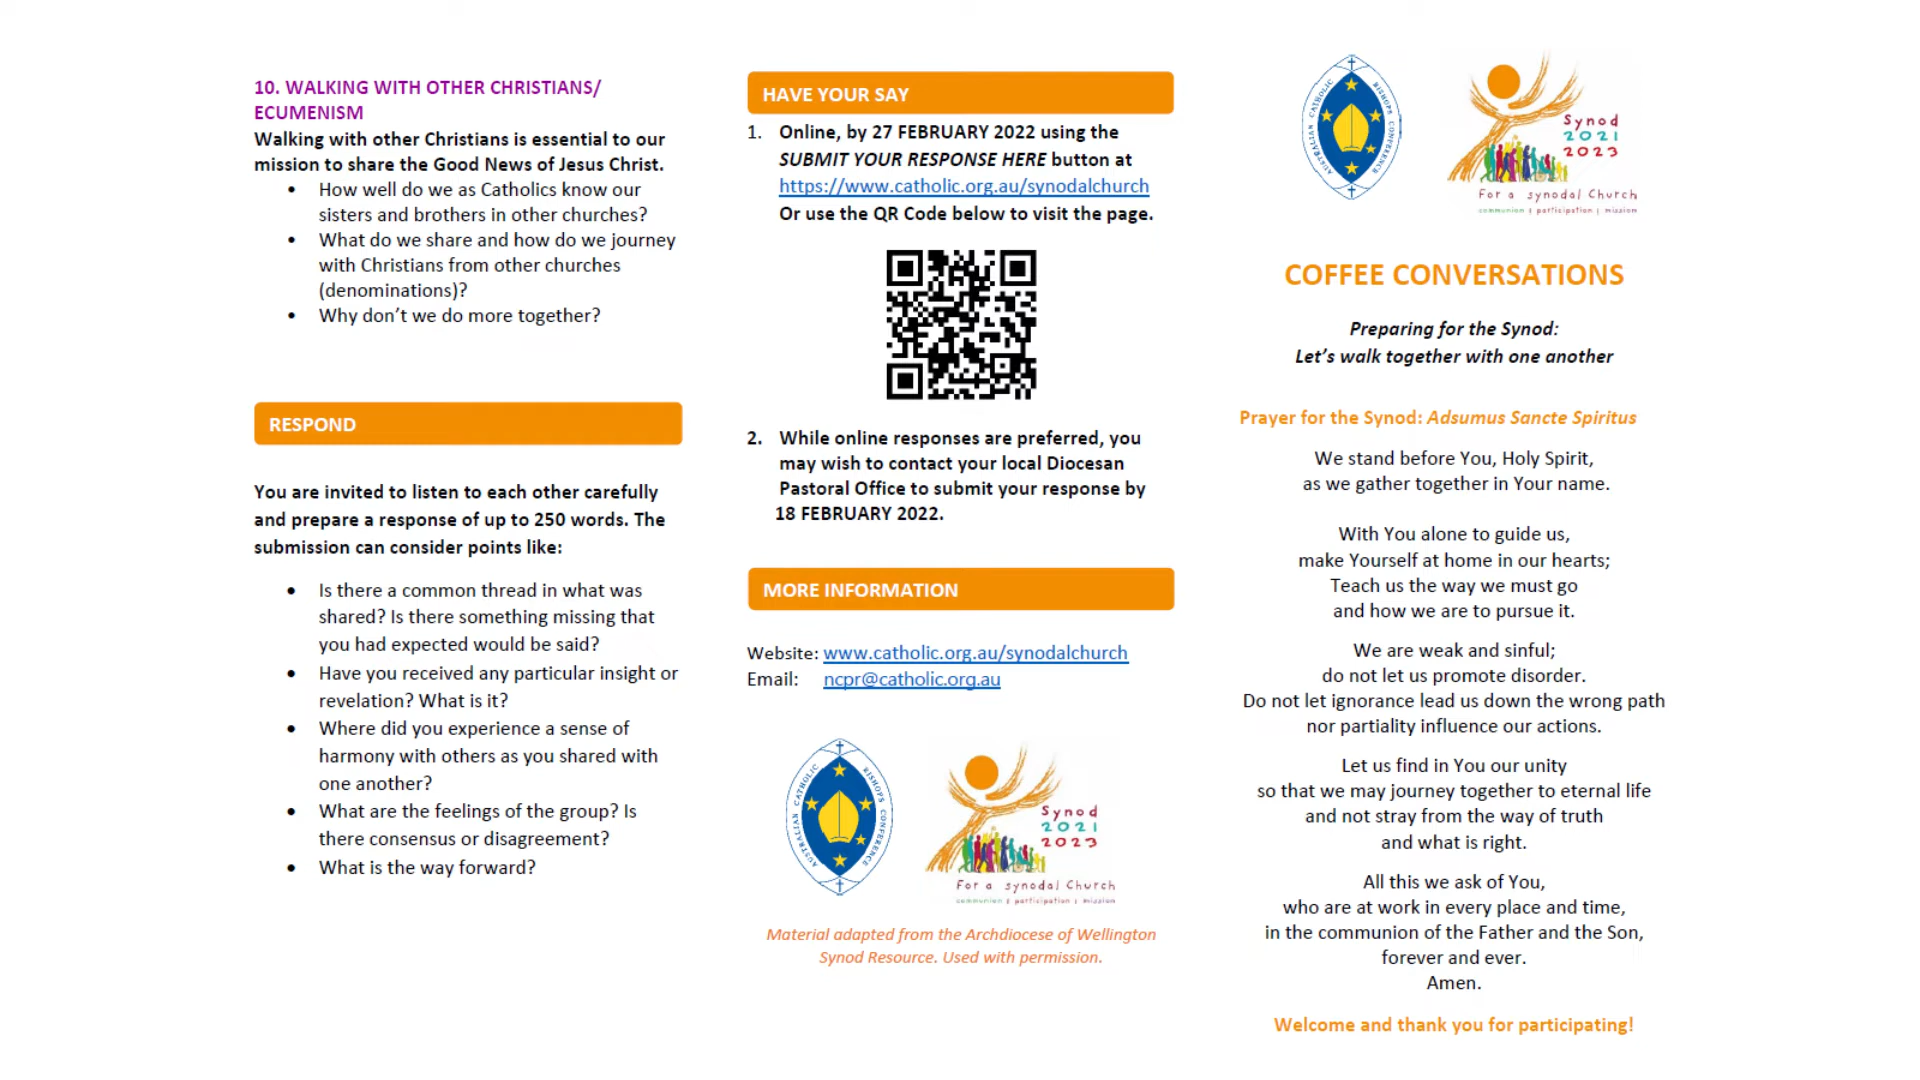 10. WALKING WITH OTHER CHRISTIANS/
ECUMENISM
Walking with other Christians is essential to our
mission to share the Good News of Jesus Christ.
• How well do we as Catholics know our
sisters and brothers in other churches?
• What do we share and how do we journey
with Christians from other churches
(denominations)?
• Why don’t we do more together?
RESPOND
You are invited to listen to each other carefully
and prepare a response of up to 250 words. The
submission can consider points like:
• Is there a common thread in what was
shared? Is there something missing that
you had expected would be said?
• Have you received any particular insight or
revelation? What is it?
• Where did you experience a sense of
harmony with others as you shared with
one another?
• What are the feelings of the group? Is
there consensus or disagreement?
• What is the way forward?
HAVE YOUR SAY
1. Online, by 27 FEBRUARY 2022 using the
SUBMIT YOUR RESPONSE HERE button at
https://www.catholic.org.au/synodalchurch
Or use the QR Code below to visit the page.
2. While online responses are preferred, you
may wish to contact your local Diocesan
Pastoral Office to submit your response by
18 FEBRUARY 2022.
MORE INFORMATION
Website: www.catholic.org.au/synodalchurch
Email: ncpr@catholic.org.au
AUSTRALIAN CATHOLIC BISHOPS CONFERENCE
Synod
2021
2023
For a synodal Church
communion | participation | mission
Material adapted from the Archdiocese of Wellington
Synod Resource. Used with permission.
AUSTRALIAN CATHOLIC BISHOPS CONFERENCE
Synod
2021
2023
For a synodal Church
communion | participation | mission
COFFEE CONVERSATIONS
Preparing for the Synod:
Let’s walk together with one another
Prayer for the Synod: Adsumus Sancte Spiritus
We stand before You, Holy Spirit,
as we gather together in Your name.
With You alone to guide us,
make Yourself at home in our hearts;
Teach us the way we must go
and how we are to pursue it.
We are weak and sinful;
do not let us promote disorder.
Do not let ignorance lead us down the wrong path
nor partiality influence our actions.
Let us find in You our unity
so that we may journey together to eternal life
and not stray from the way of truth
and what is right.
All this we ask of You,
who are at work in every place and time,
in the communion of the Father and the Son,
forever and ever.
Amen.
Welcome and thank you for participating!